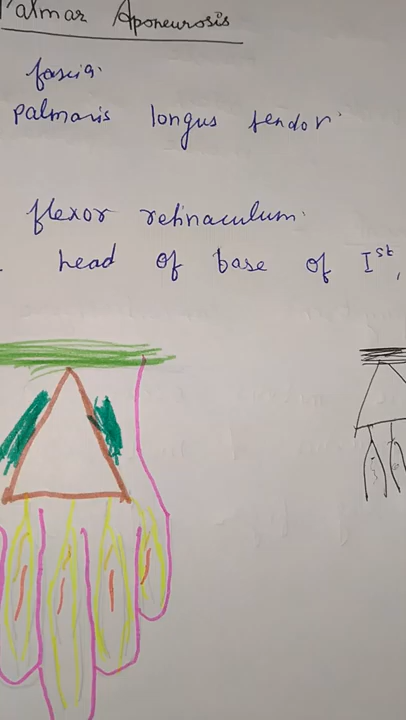 Palmar Aponeurosis
fascia.
palmaris longus tendon.
flexor retinaculum.
head of base of Ist,